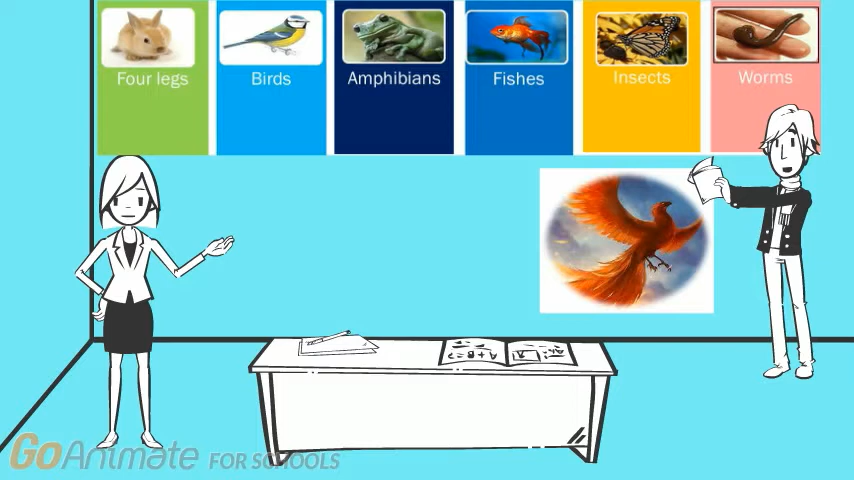 Four legs
Birds
Amphibians
Fishes
Insects
Worms
GoAnimate FOR SCHOOLS